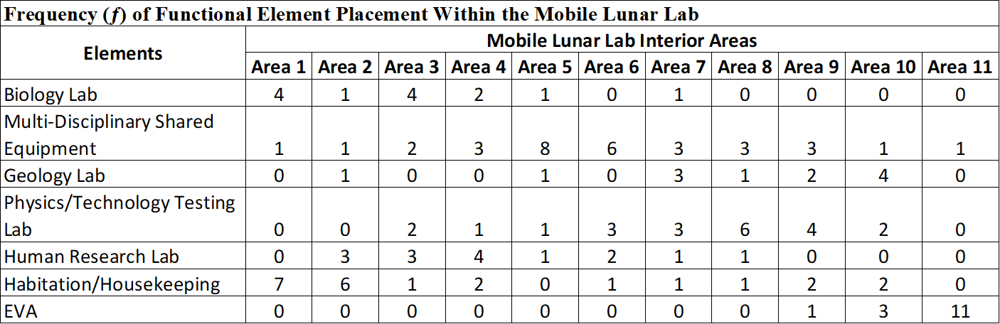 Frequency (f) of Functional Element Placement Within the Mobile Lunar Lab
Elements
Mobile Lunar Lab Interior Areas
Area 1 Area 2 Area 3 Area 4 Area 5 Area 6 Area 7 Area 8 Area 9 Area 10 Area 11
Biology Lab 4 1 4 2 1 0 1 0 0 0 0
Multi-Disciplinary Shared
Equipment 1 1 2 3 8 6 3 3 3 1 1
Geology Lab 0 1 0 0 1 0 3 1 2 4 0
Physics/Technology Testing
Lab 0 0 2 1 1 3 3 6 4 2 0
Human Research Lab 0 3 3 4 1 2 1 1 0 0 0
Habitation/Housekeeping 7 6 1 2 0 1 1 1 2 2 0
EVA 0 0 0 0 0 0 0 0 1 3 11